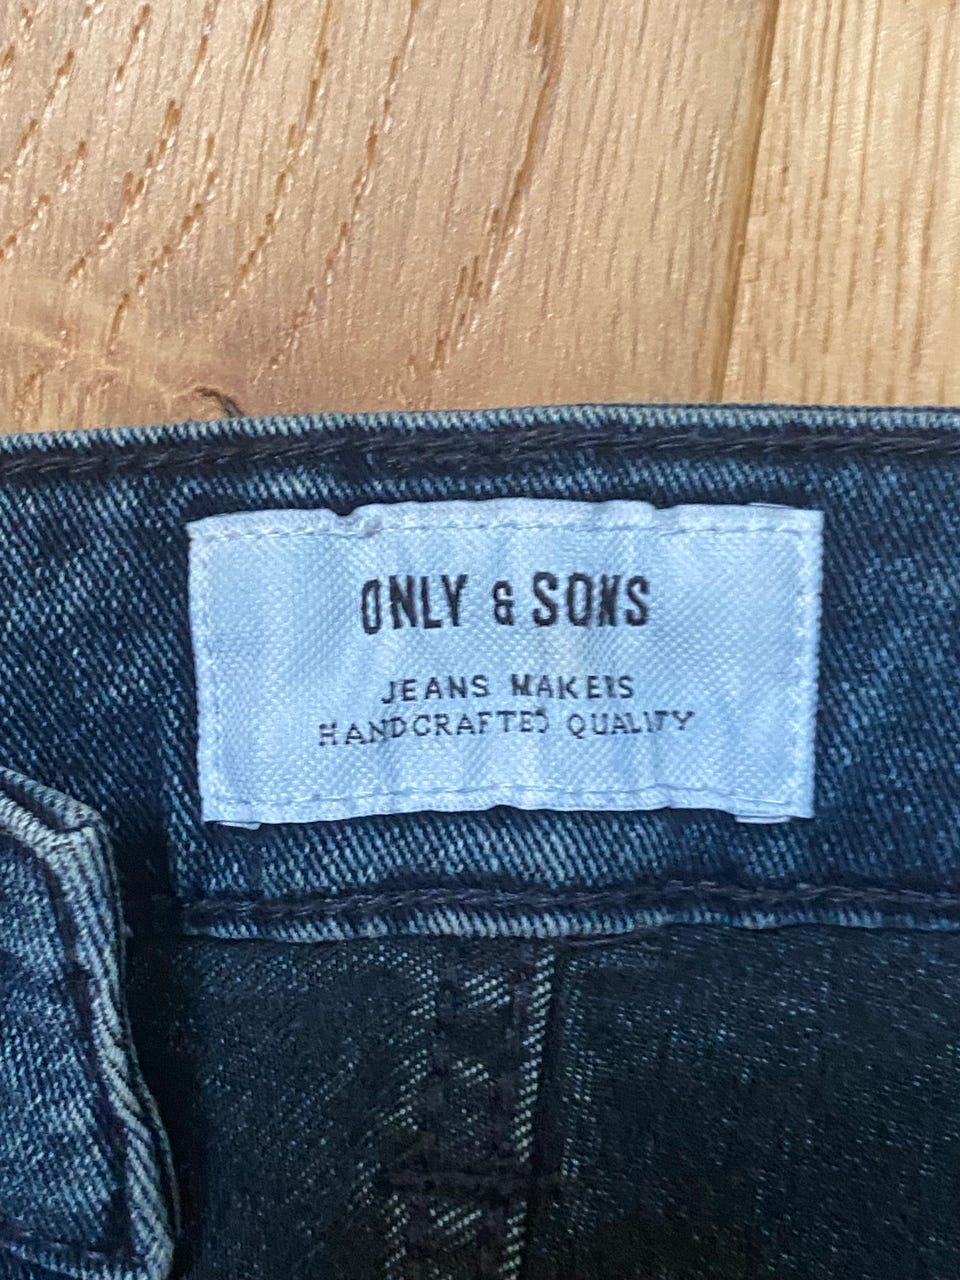 ONLY & SONS
JEANS MAKERS
HANDCRAFTED QUALITY